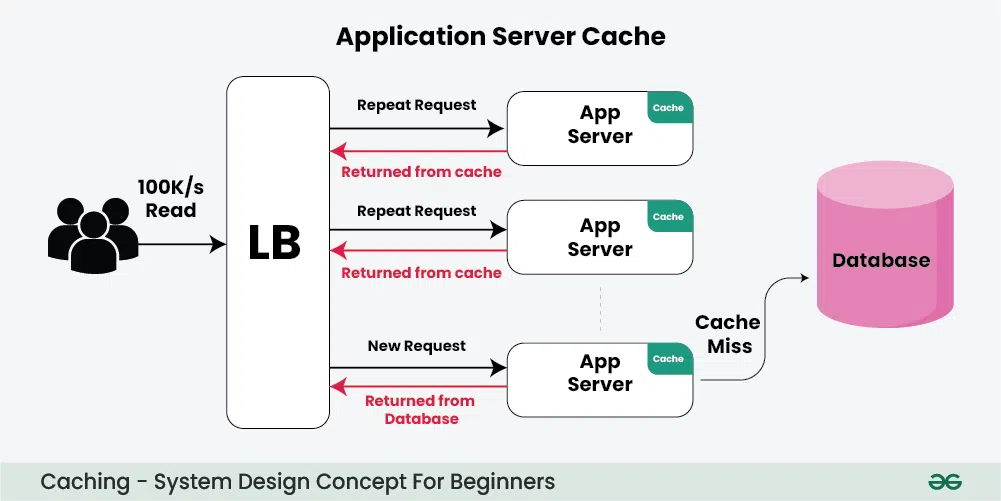 Application Server Cache
100K/s
Read
LB
Repeat Request
Returned from cache
App
Server
Cache
Repeat Request
Returned from cache
App
Server
Cache
New Request
Returned from
Database
App
Server
Cache
Cache
Miss
Database
Caching - System Design Concept For Beginners